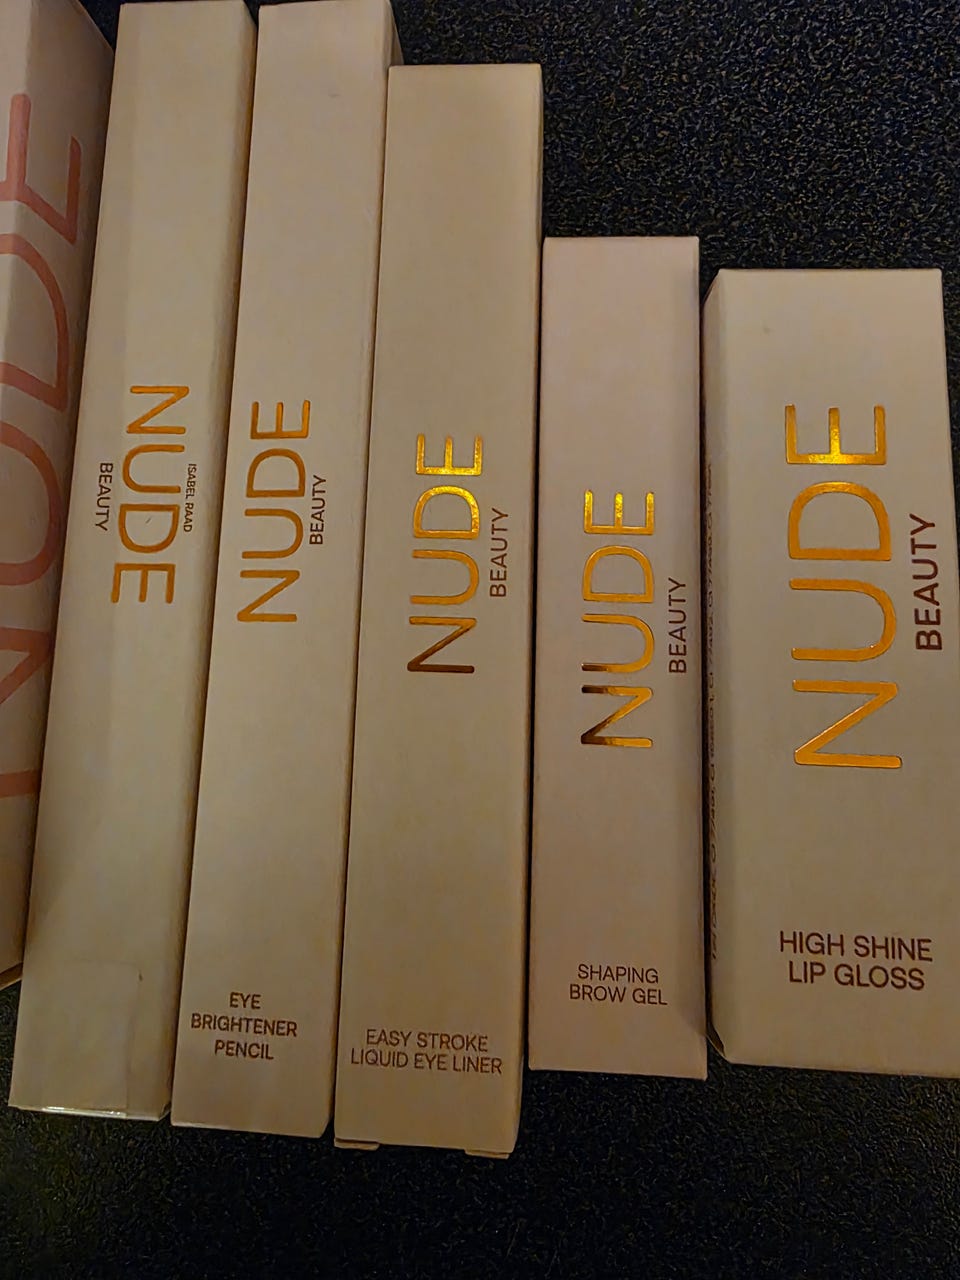 NUDE
ISABEL RAAD
NUDE
BEAUTY
NUDE
BEAUTY
EYE
BRIGHTENER
PENCIL
NUDE
BEAUTY
EASY STROKE
LIQUID EYE LINER
NUDE
BEAUTY
SHAPING
BROW GEL
NUDE
BEAUTY
HIGH SHINE
LIP GLOSS